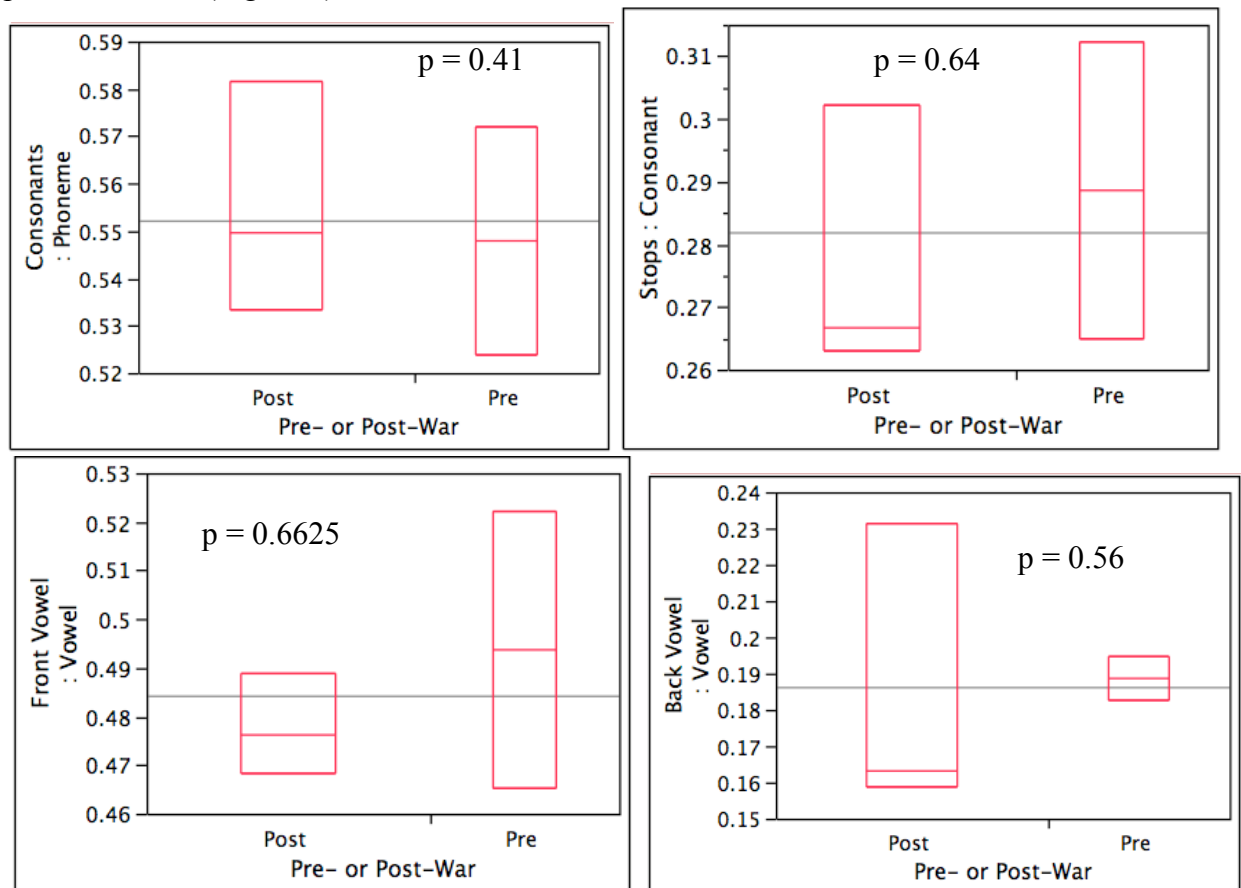 0.59
0.58
0.57
0.56
0.55
0.54
0.53
0.52
Consonants
: Phoneme
p = 0.41
Post Pre
Pre- or Post-War
0.31
0.3
0.29
0.28
0.27
0.26
Stops : Consonant
p = 0.64
Post Pre
Pre- or Post-War
0.53
0.52
0.51
0.5
0.49
0.48
0.47
0.46
Front Vowel
: Vowel
p = 0.6625
Post Pre
Pre- or Post-War
0.24
0.23
0.22
0.21
0.2
0.19
0.18
0.17
0.16
0.15
Back Vowel
: Vowel
p = 0.56
Post Pre
Pre- or Post-War